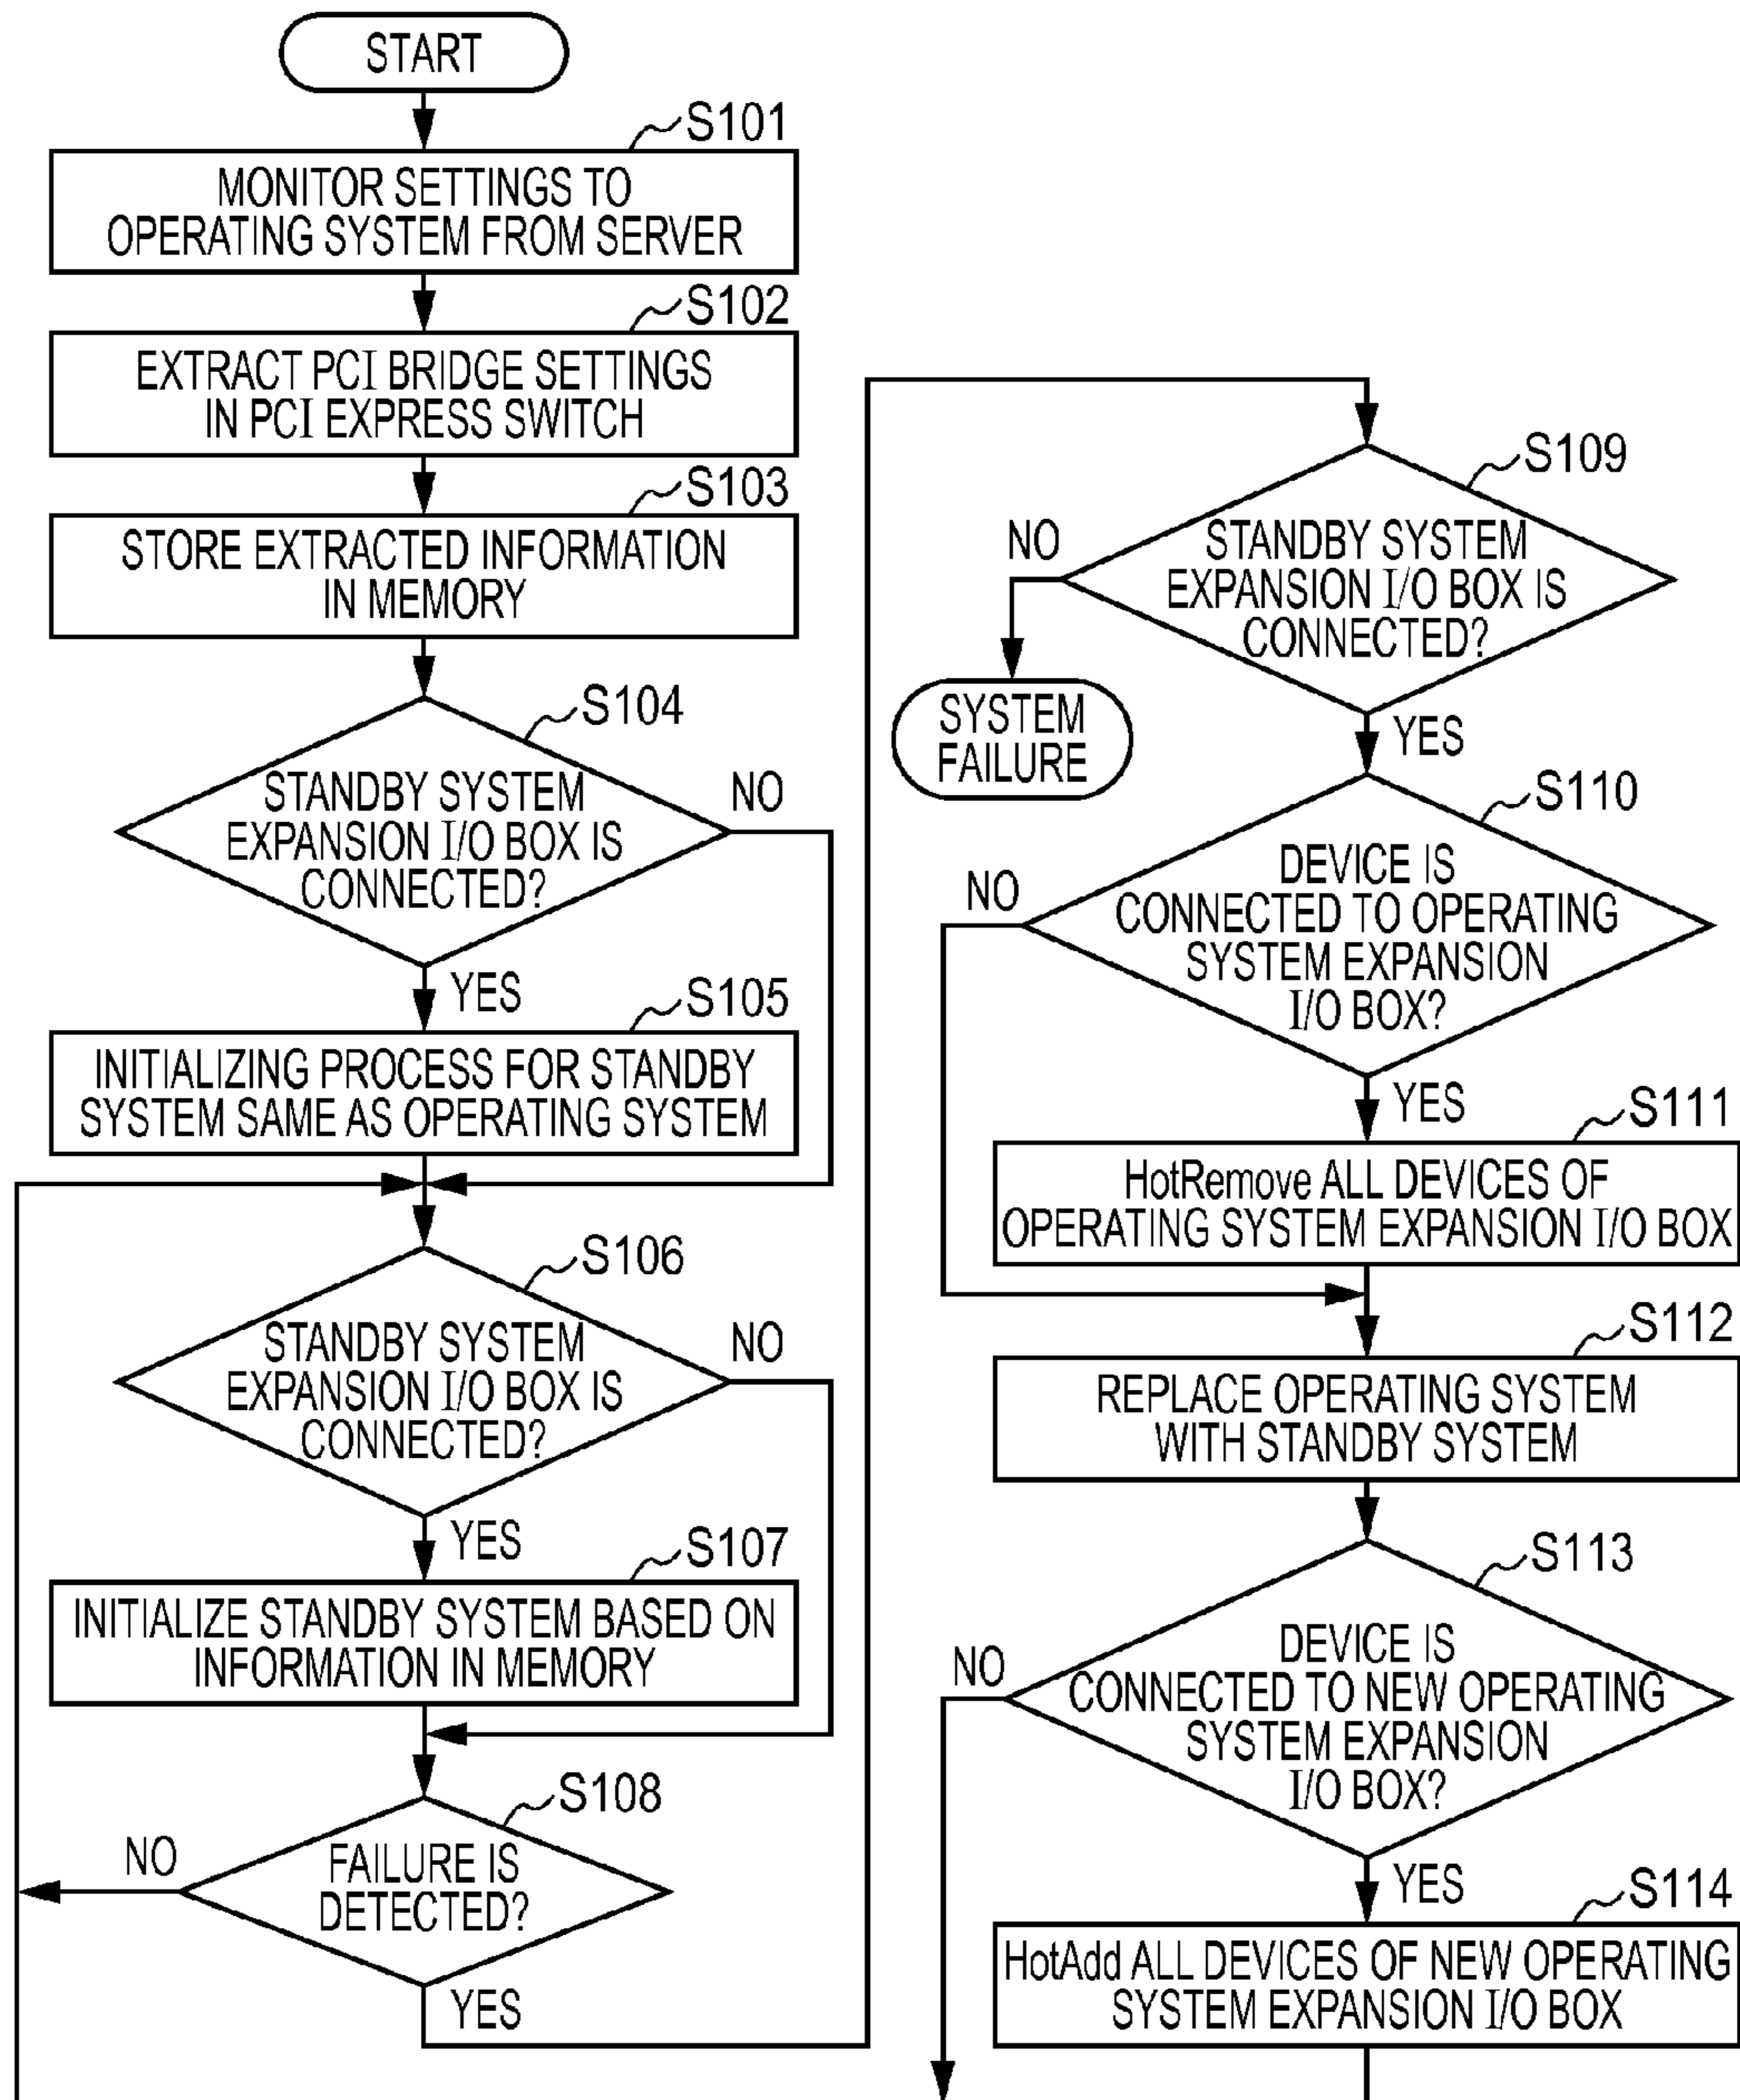 START
S101
MONITOR SETTINGS TO
OPERATING SYSTEM FROM SERVER
S102
EXTRACT PCI BRIDGE SETTINGS
IN PCI EXPRESS SWITCH
S103
STORE EXTRACTED INFORMATION
IN MEMORY
S104
STANDBY SYSTEM
EXPANSION I/O BOX IS
CONNECTED?
NO
YES
S105
INITIALIZING PROCESS FOR STANDBY
SYSTEM SAME AS OPERATING SYSTEM
S106
STANDBY SYSTEM
EXPANSION I/O BOX IS
CONNECTED?
NO
YES
S107
INITIALIZE STANDBY SYSTEM BASED ON
INFORMATION IN MEMORY
S108
FAILURE IS
DETECTED?
NO
YES
S109
STANDBY SYSTEM
EXPANSION I/O BOX IS
CONNECTED?
NO
SYSTEM
FAILURE
YES
S110
DEVICE IS
CONNECTED TO OPERATING
SYSTEM EXPANSION
I/O BOX?
NO
YES
S111
HotRemove ALL DEVICES OF
OPERATING SYSTEM EXPANSION I/O BOX
S112
REPLACE OPERATING SYSTEM
WITH STANDBY SYSTEM
S113
DEVICE IS
CONNECTED TO NEW OPERATING
SYSTEM EXPANSION
I/O BOX?
NO
YES
S114
HotAdd ALL DEVICES OF NEW OPERATING
SYSTEM EXPANSION I/O BOX